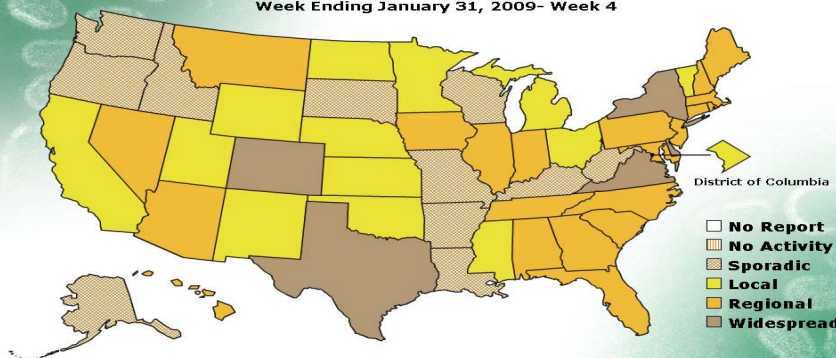 Week Ending January 31, 2009- Week 4
District of Columbia
No Report
No Activity
Sporadic
Local
Regional
Widespread